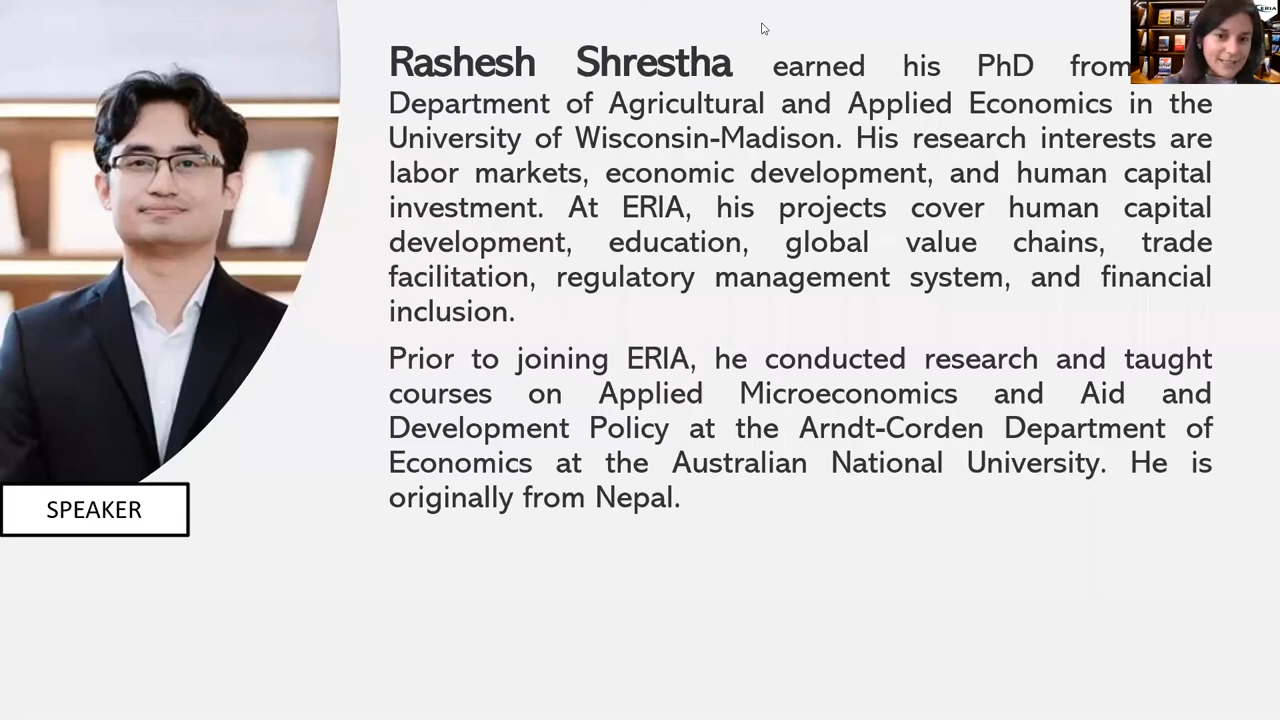 Rashesh Shrestha earned his PhD from
Department of Agricultural and Applied Economics in the
University of Wisconsin-Madison. His research interests are
labor markets, economic development, and human capital
investment. At ERIA, his projects cover human capital
development, education, global value chains, trade
facilitation, regulatory management system, and financial
inclusion.
Prior to joining ERIA, he conducted research and taught
courses on Applied Microeconomics and Aid and
Development Policy at the Arndt-Corden Department of
Economics at the Australian National University. He is
originally from Nepal.
SPEAKER
ERIA